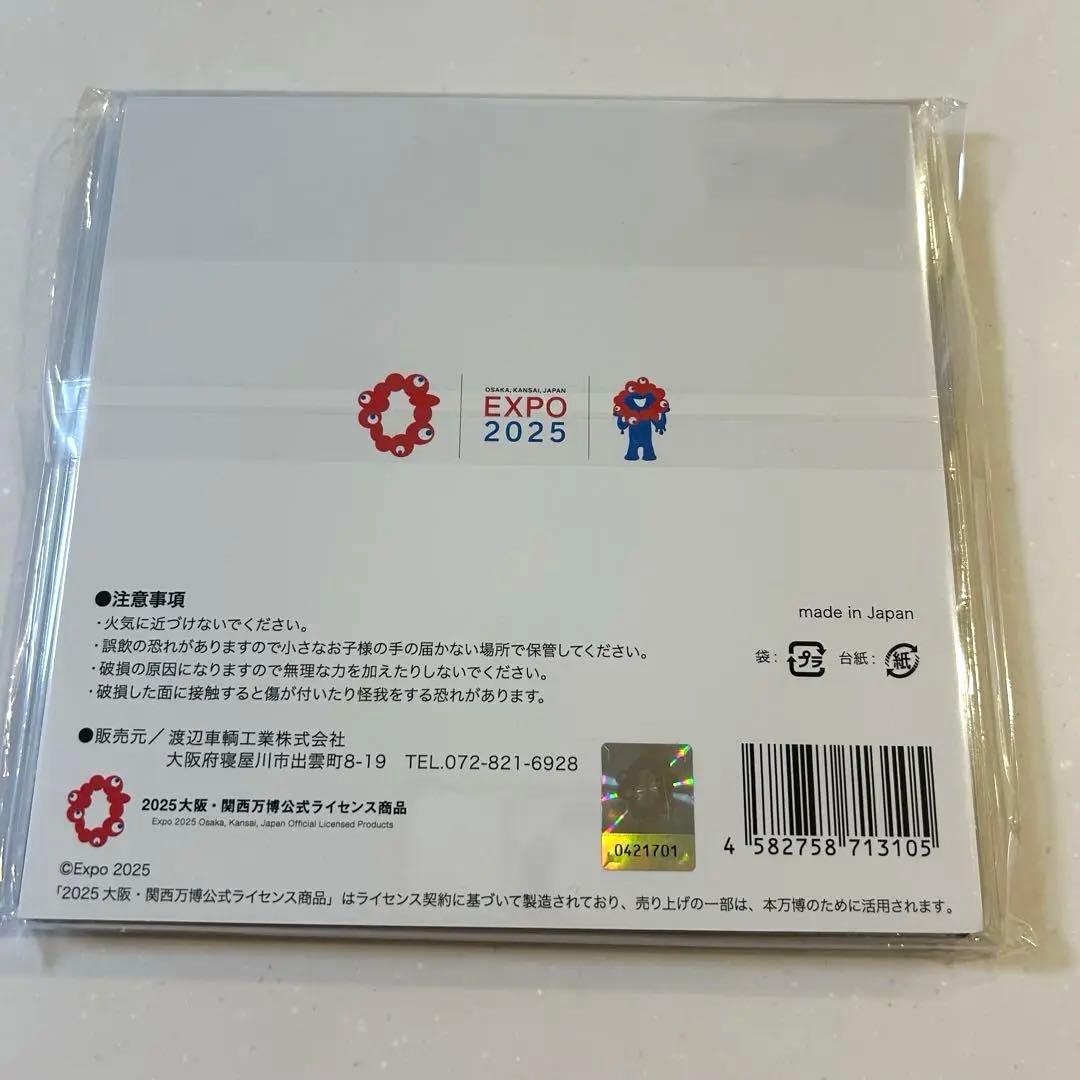 OSAKA, KANSAI, JAPAN
EXPO
2025
●注意事項
・火気に近づけないでください。
・誤飲の恐れがありますので小さなお子様の手の届かない場所で保管してください。
・破損の原因になりますので無理な力を加えたりしないでください。
・破損した面に接触すると傷が付いたり怪我をする恐れがあります。
made in Japan
袋: プラ 台紙: 紙
●販売元／渡辺車輌工業株式会社
大阪府寝屋川市出雲町8-19 TEL.072-821-6928
2025大阪・関西万博公式ライセンス商品
Expo 2025 Osaka, Kansai, Japan Official Licensed Products
0421701
4 582758 713105
©Expo 2025
「2025大阪・関西万博公式ライセンス商品」はライセンス契約に基づいて製造されており、売り上げの一部は、本万博のために活用されます。